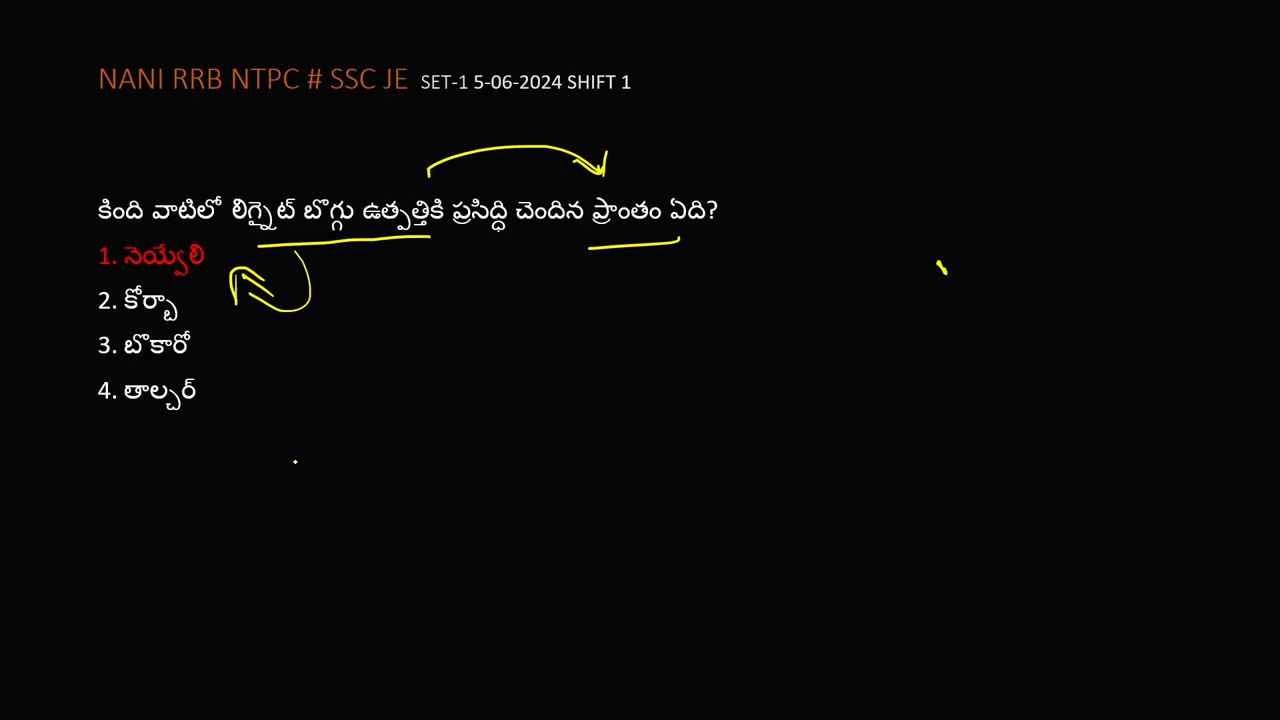 NANI RRB NTPC # SSC JE SET-1 5-06-2024 SHIFT 1
కింది వాటిలో లిగ్నైట్ బొగ్గు ఉత్పత్తికి ప్రసిద్ధి చెందిన ప్రాంతం ఏది?
1. నెయ్వేలి
2. కోర్బా
3. బొకారో
4. తాల్చర్